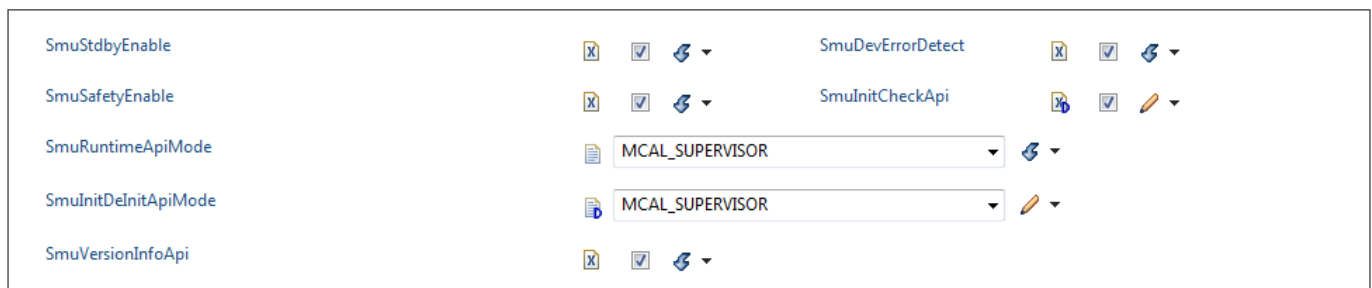 SmuStdbyEnable SmuDevErrorDetect
SmuSafetyEnable SmuInitCheckApi
SmuRuntimeApiMode MCAL_SUPERVISOR
SmuInitDeInitApiMode MCAL_SUPERVISOR
SmuVersionInfoApi